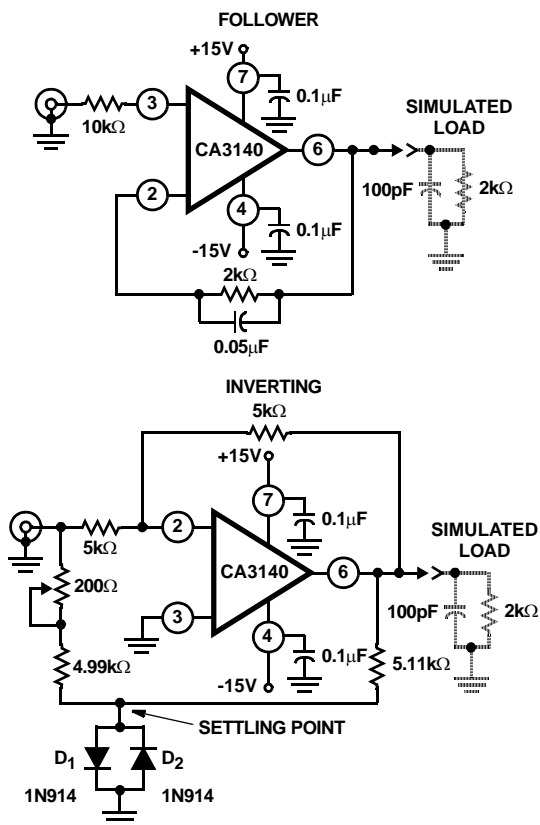 FOLLOWER
+15V
7
3
0.1µF
10kΩ
SIMULATED
LOAD
CA3140
6
2
100pF
2kΩ
4
0.1µF
-15V
2kΩ
0.05µF
INVERTING
5kΩ
+15V
7
2
0.1µF
5kΩ
SIMULATED
LOAD
200Ω
CA3140
6
3
100pF
2kΩ
4
0.1µF
4.99kΩ
5.11kΩ
-15V
SETTLING POINT
D1
D2
1N914
1N914